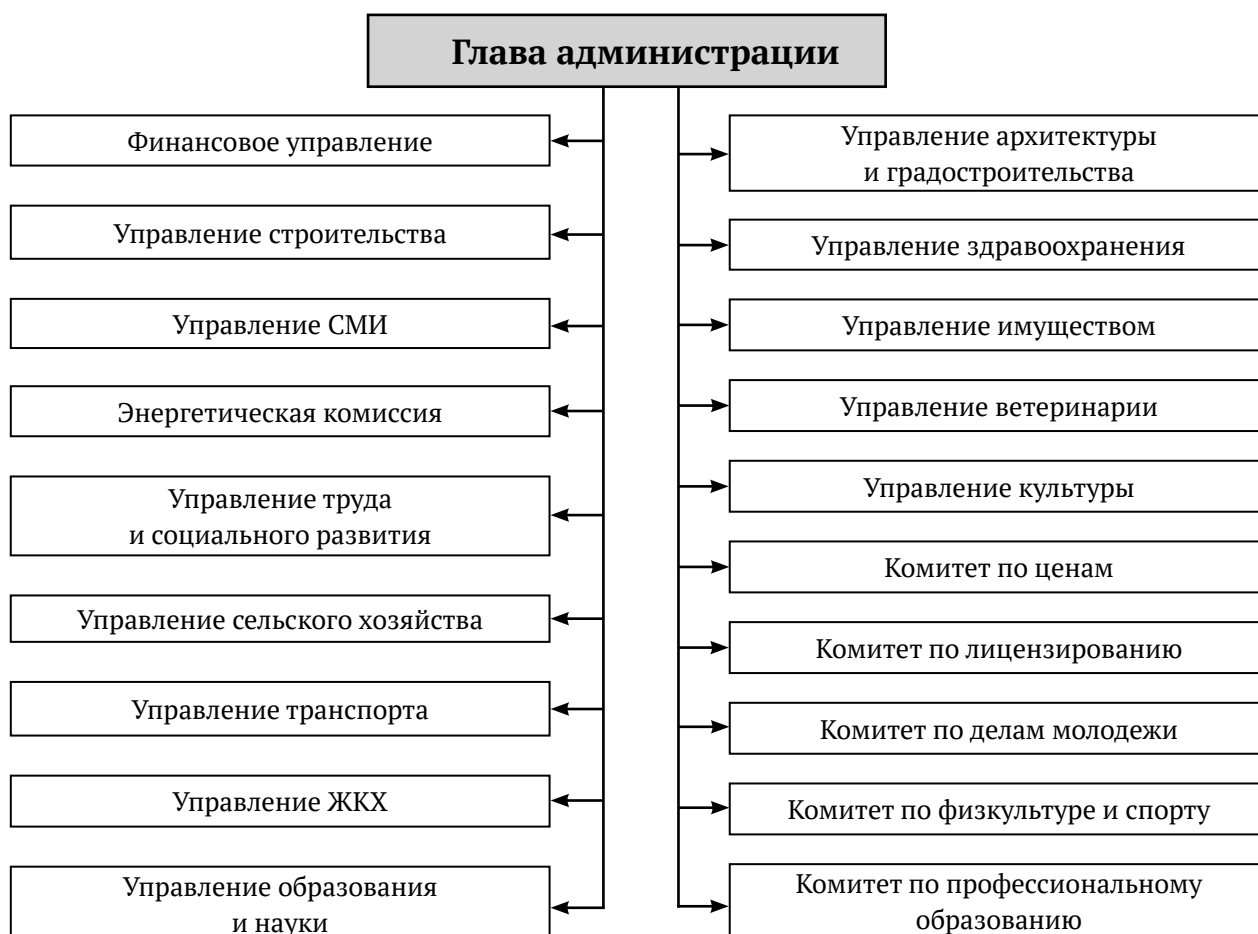 Глава администрации
Финансовое управление
Управление строительства
Управление СМИ
Энергетическая комиссия
Управление труда
и социального развития
Управление сельского хозяйства
Управление транспорта
Управление ЖКХ
Управление образования
и науки
Управление архитектуры
и градостроительства
Управление здравоохранения
Управление имуществом
Управление ветеринарии
Управление культуры
Комитет по ценам
Комитет по лицензированию
Комитет по делам молодежи
Комитет по физкультуре и спорту
Комитет по профессиональному
образованию